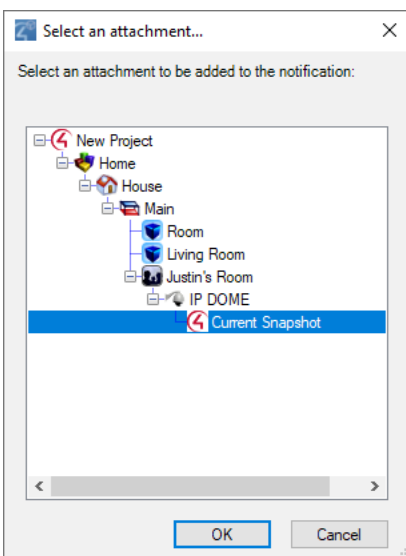 Select an attachment...
Select an attachment to be added to the notification:
New Project
Home
House
Main
Room
Living Room
Justin's Room
IP DOME
Current Snapshot
OK
Cancel